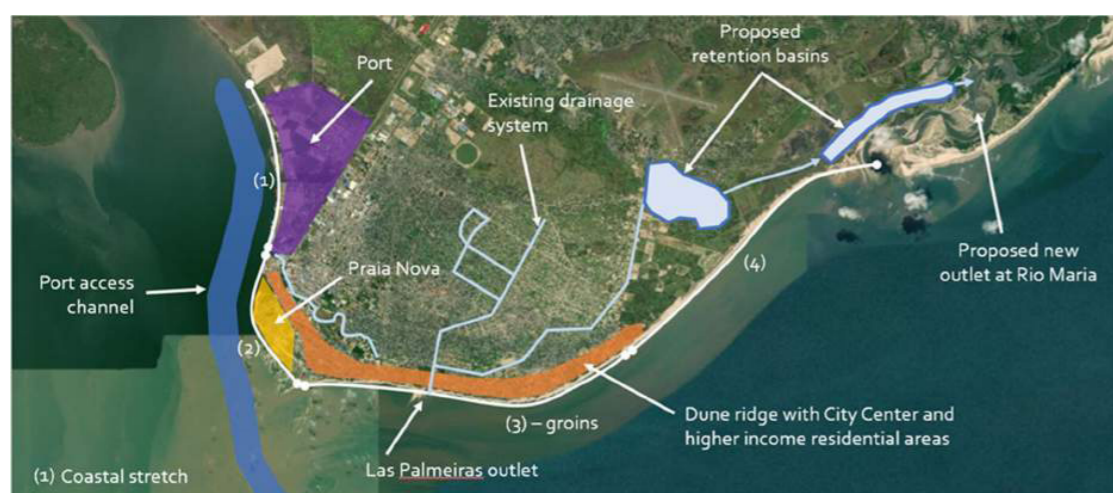 Proposed
retention basins
Port
Existing drainage
system
(1)
Proposed new
outlet at Rio Maria
(4)
Praia Nova
Port access
channel
(2)
(3) – groins
Dune ridge with City Center and
higher income residential areas
Las Palmeiras outlet
(1) Coastal stretch